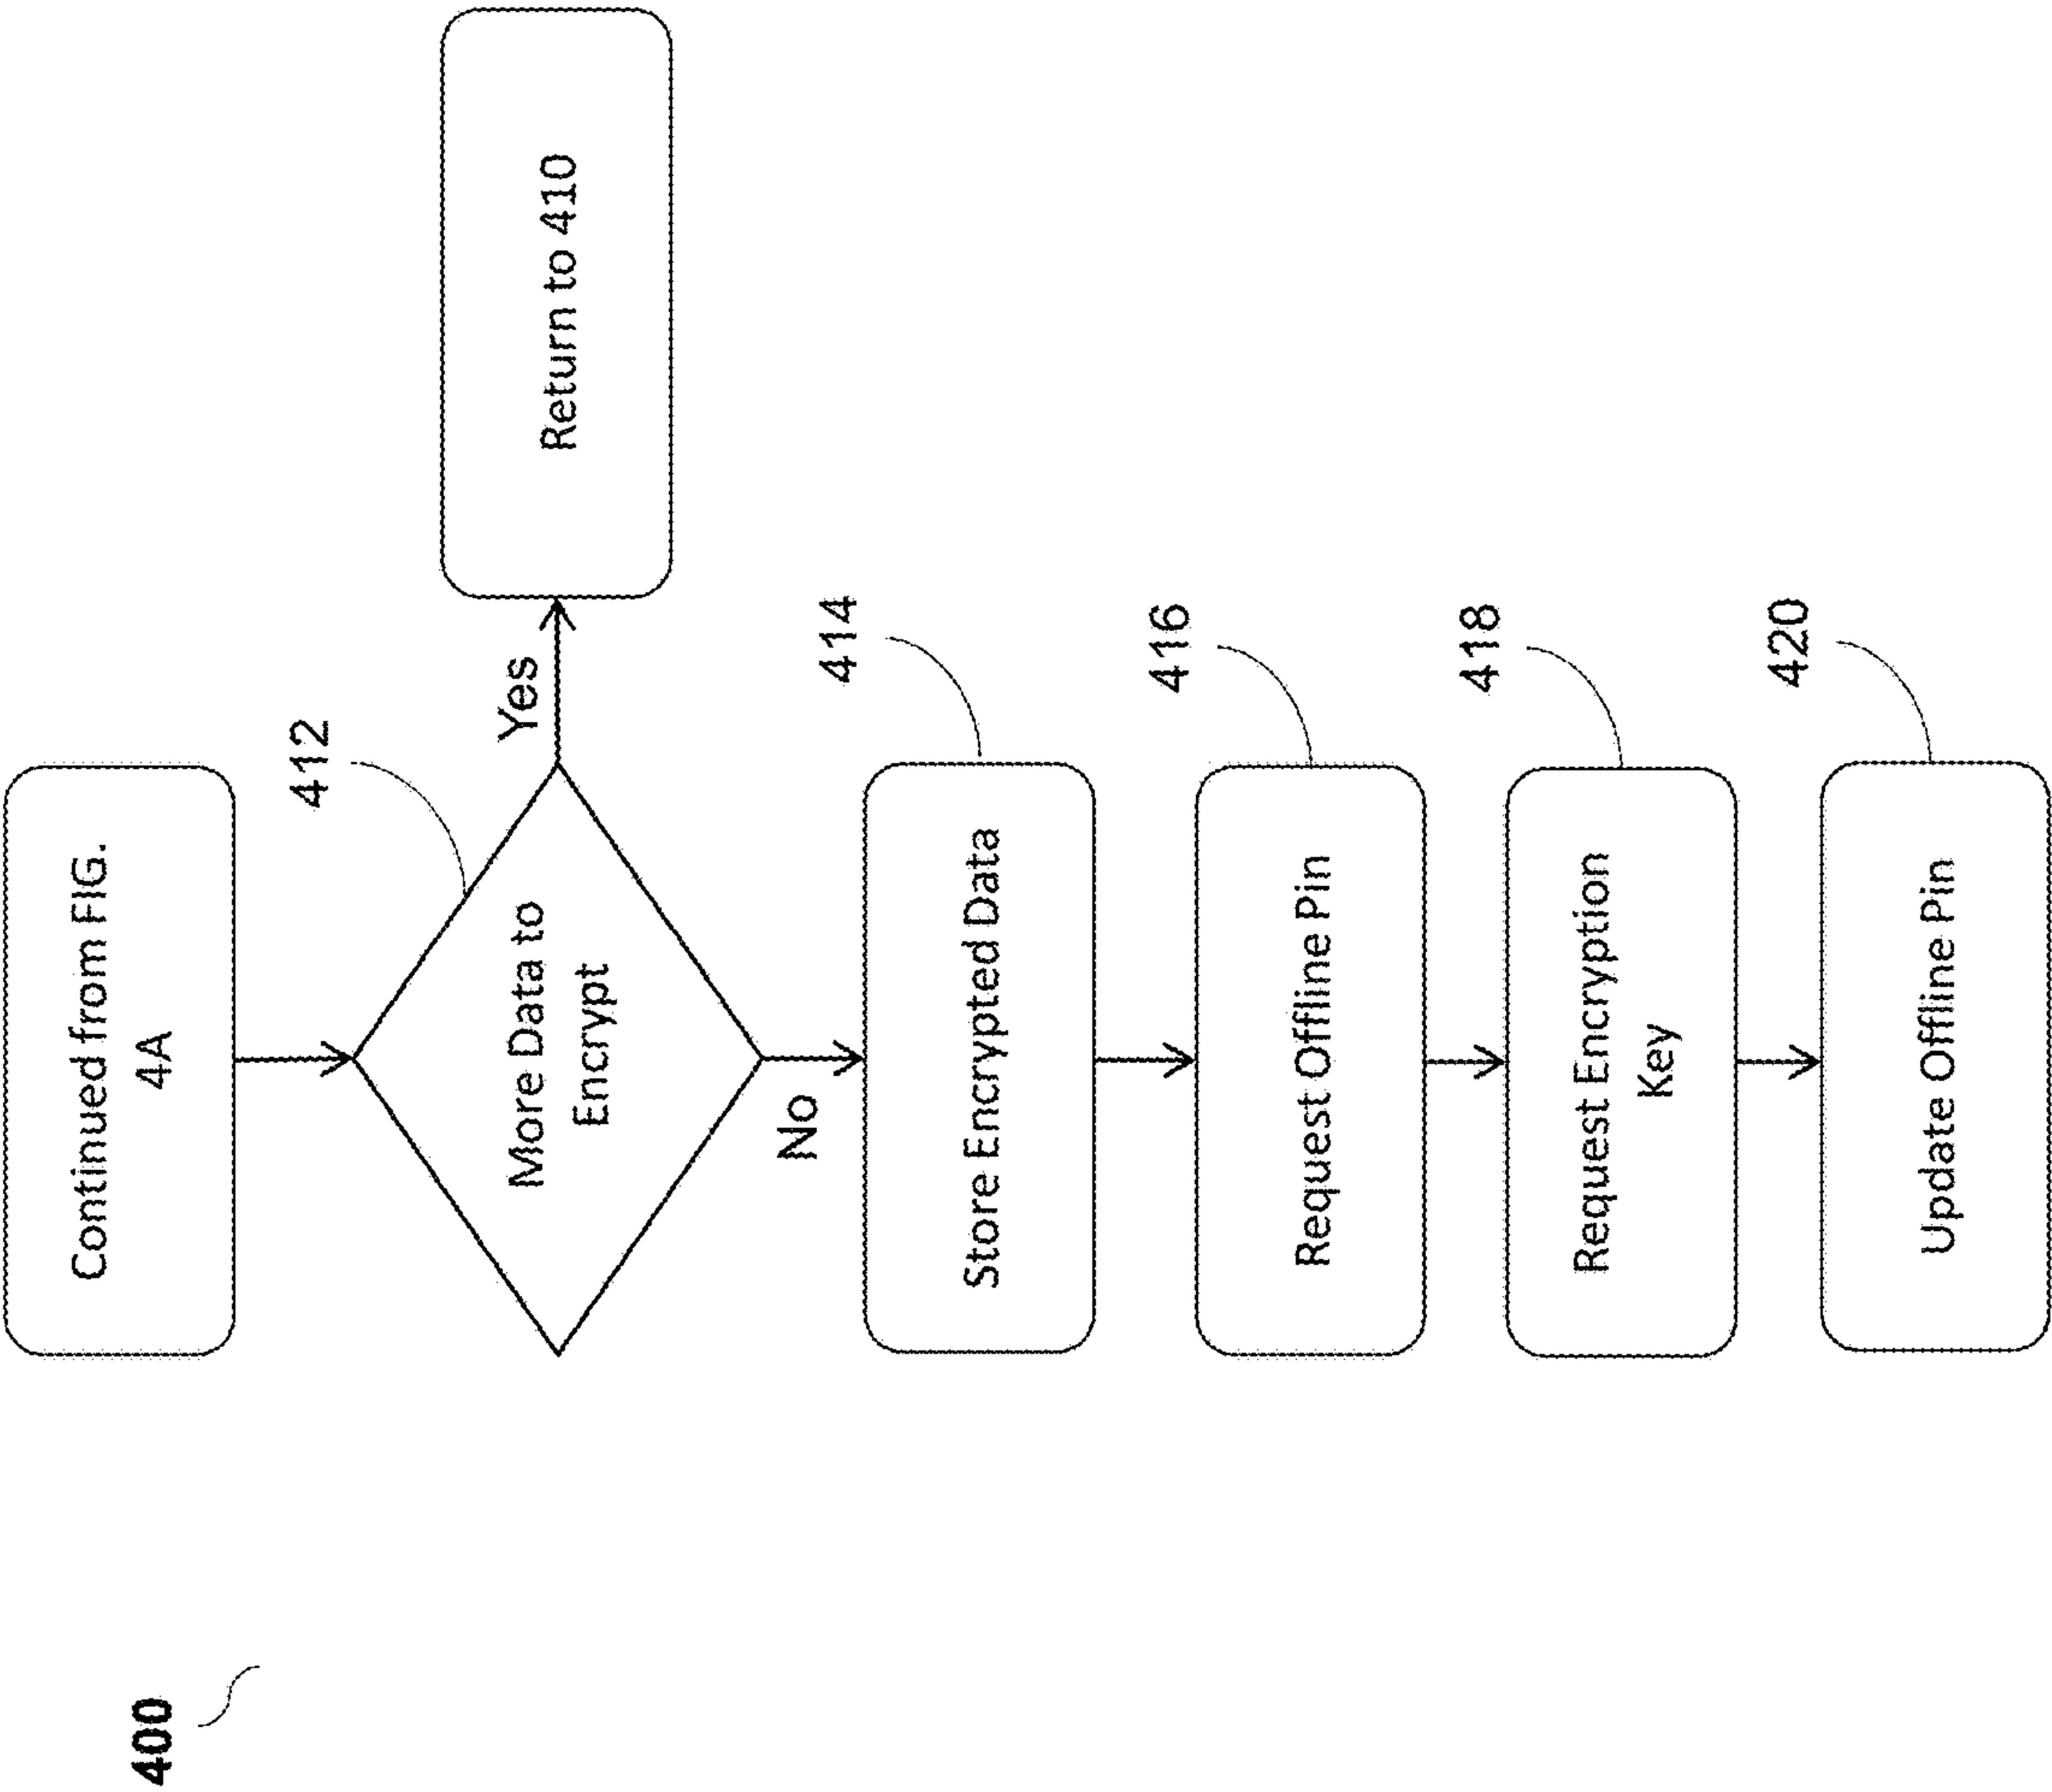 400
Continued from FIG.
4A
412
More Data to
Encrypt
Yes
Return to 410
No
414
Store Encrypted Data
416
Request Offline Pin
418
Request Encryption
Key
420
Update Offline Pin